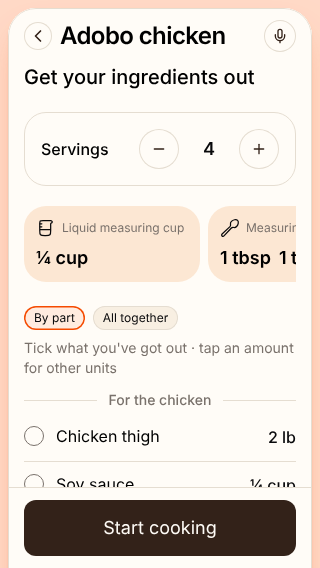 Adobo chicken
Get your ingredients out
Servings
4
Liquid measuring cup
¼ cup
1 tbsp 1
By part
All together
Tick what you've got out · tap an amount
for other units
For the chicken
Chicken thigh
2 lb
Soy sauce
¼ cup
Start cooking